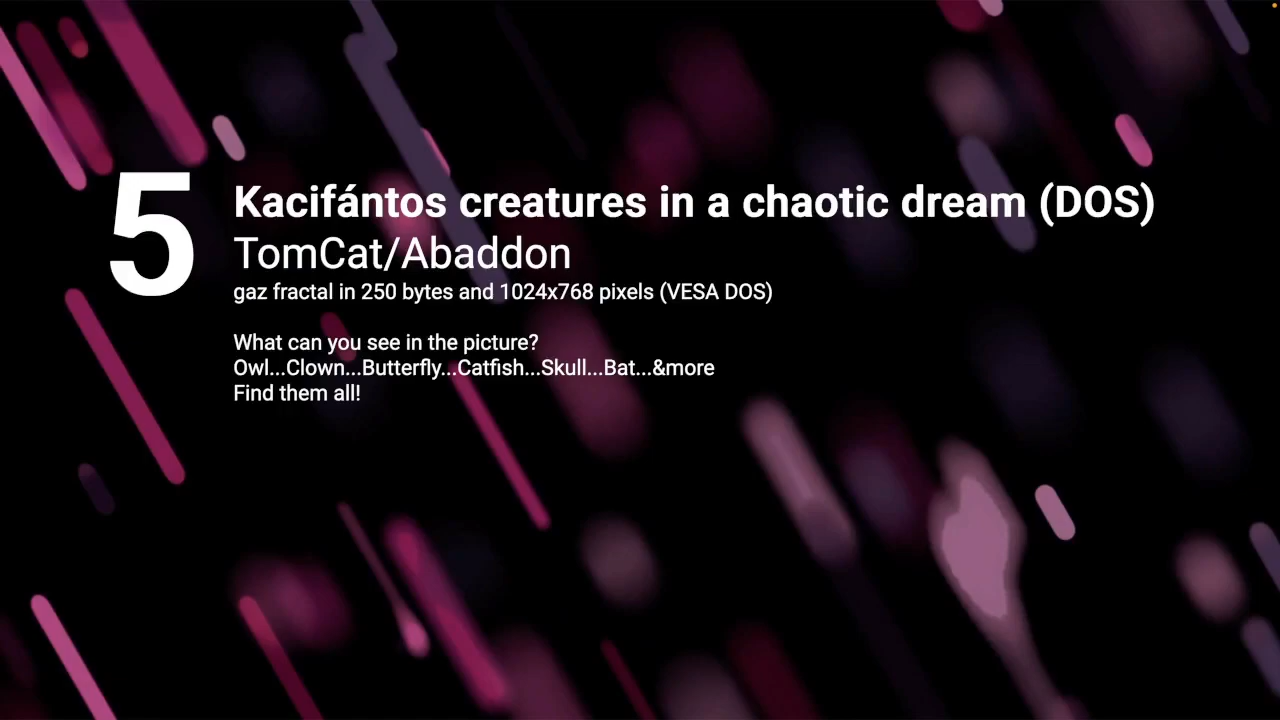 5
Kacifántos creatures in a chaotic dream (DOS)
TomCat/Abaddon
gaz fractal in 250 bytes and 1024x768 pixels (VESA DOS)
What can you see in the picture?
Owl...Clown...Butterfly...Catfish...Skull...Bat...&more
Find them all!